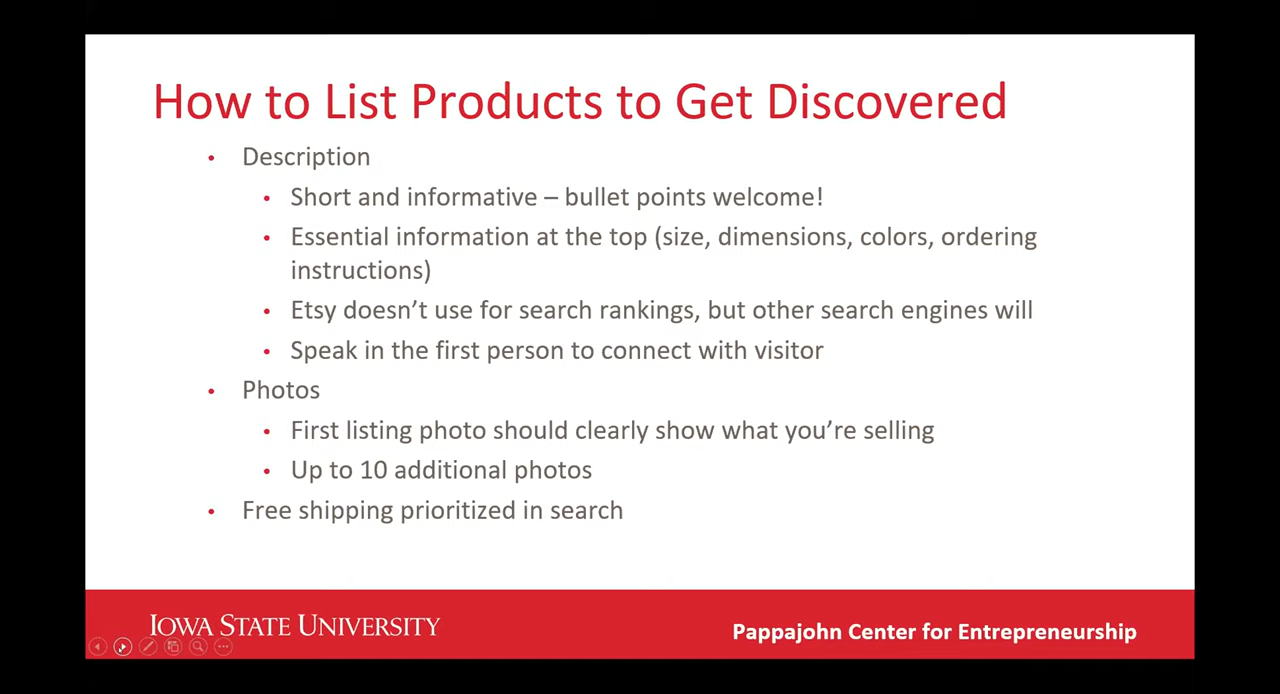 How to List Products to Get Discovered
• Description
• Short and informative – bullet points welcome!
• Essential information at the top (size, dimensions, colors, ordering
instructions)
• Etsy doesn’t use for search rankings, but other search engines will
• Speak in the first person to connect with visitor
• Photos
• First listing photo should clearly show what you’re selling
• Up to 10 additional photos
• Free shipping prioritized in search
IOWA STATE UNIVERSITY
Pappajohn Center for Entrepreneurship